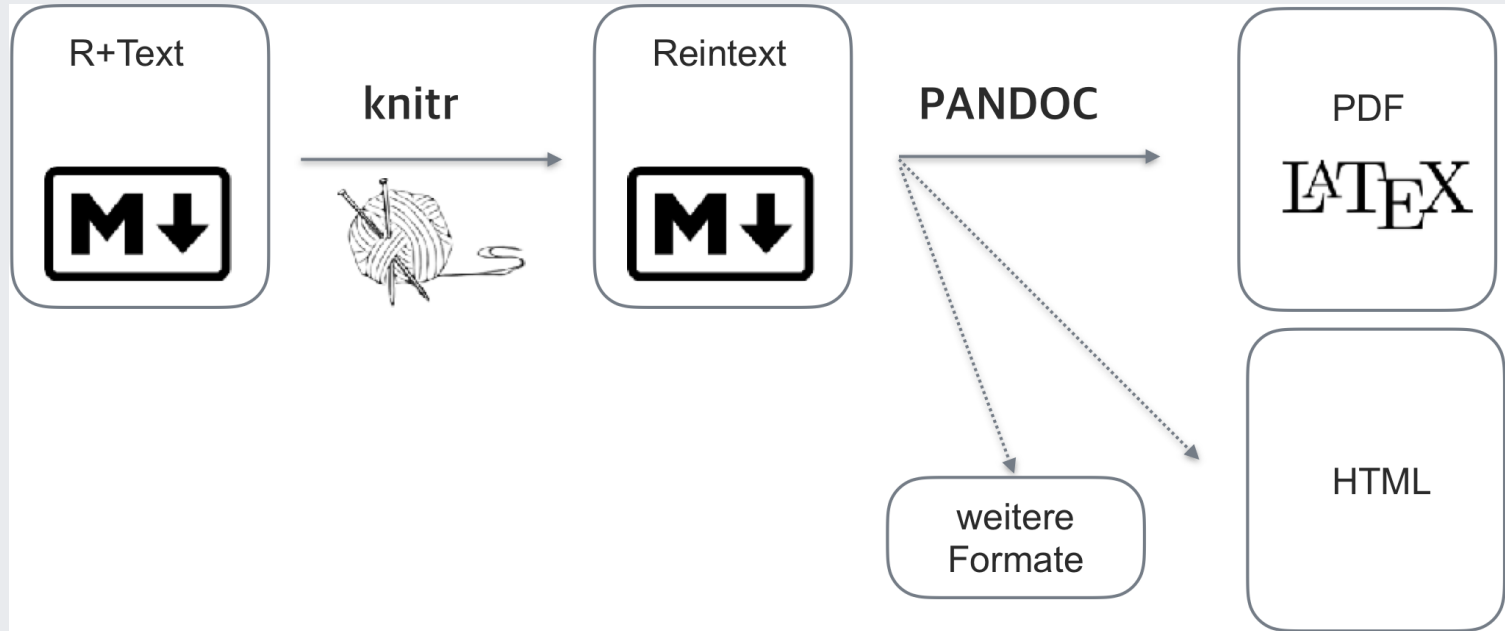 R+Text
M
knitr
Reintext
M
PANDOC
PDF
LATEX
HTML
weitere
Formate